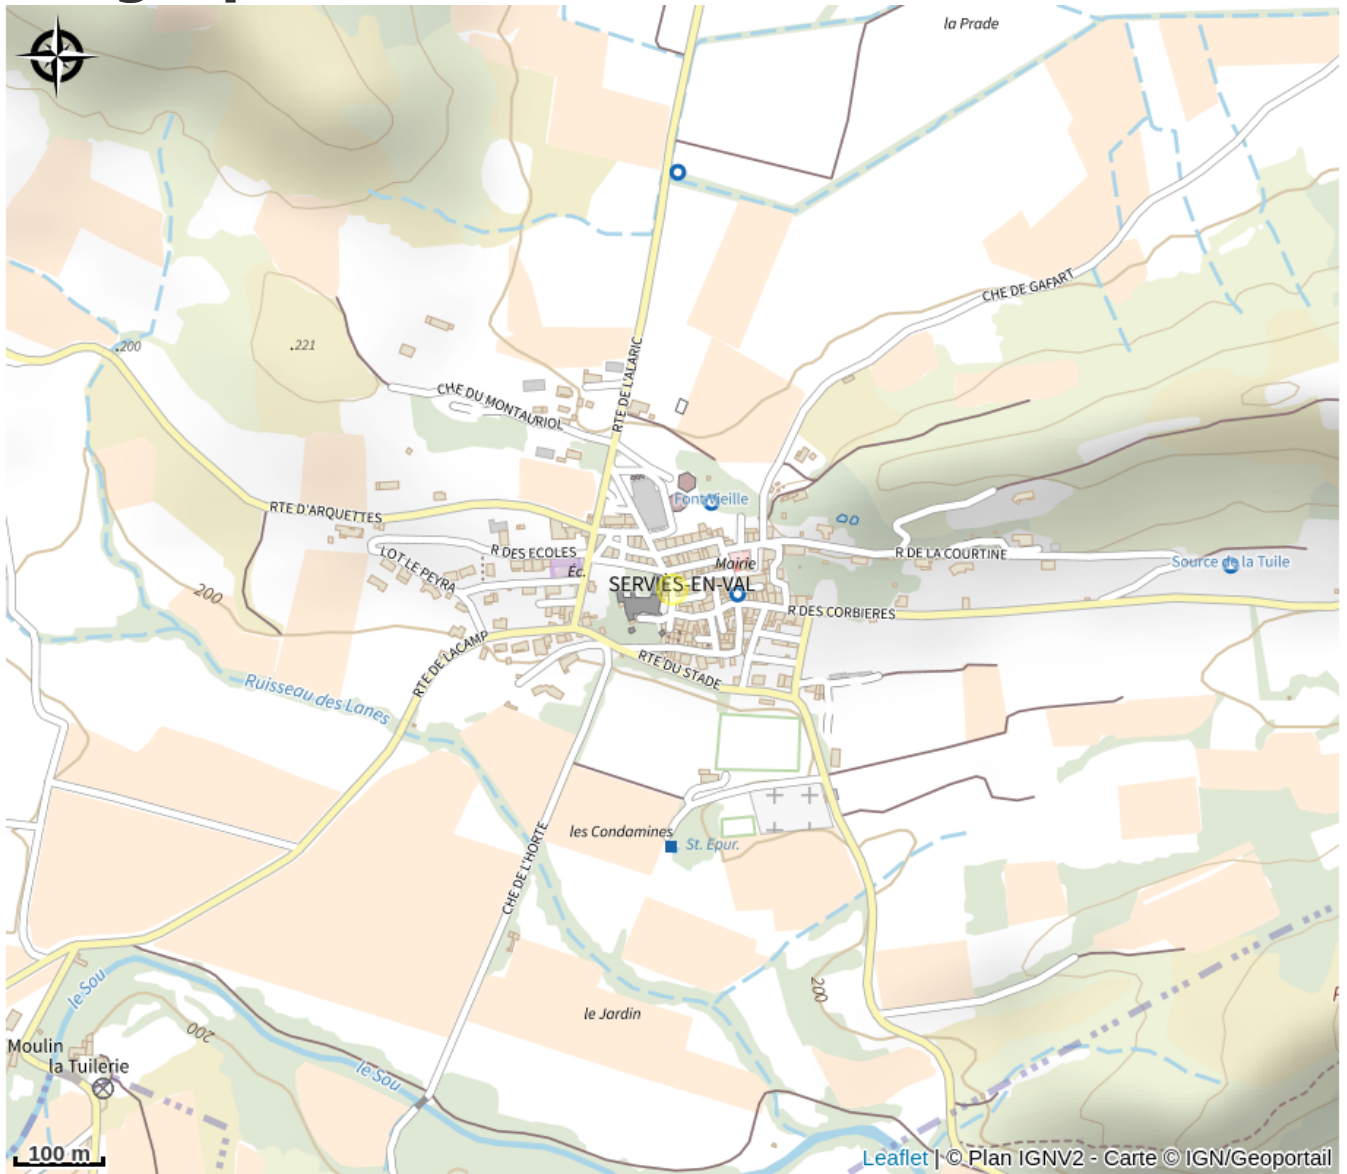 la Prade
CHE DE GAFART
200
221
RTE DE L'ALARIC
CHE DU MONTAURIOL
Font Vieille
RTE D'ARQUETTES
R DES ECOLES
R DE LA COURTINE
Mairie
Source de la Tuile
LOT LE PEYRA
Éc.
SERVIES-EN-VAL
200
R DES CORBIERES
RTE DE LACAMP
RTE DU STADE
Ruisseau des Lanes
les Condamines
St. Epur.
CHE DE L'HORTE
le Sou
200
le Jardin
200
Moulin
la Tuilerie
le Sou
100 m
Leaflet | © Plan IGNV2 - Carte © IGN/Geoportail